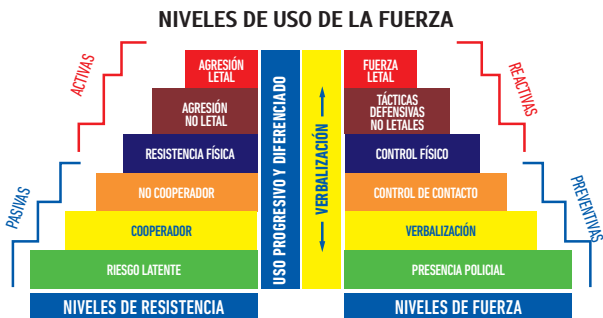 NIVELES DE USO DE LA FUERZA
ACTIVAS
PASIVAS
AGRESIÓN
LETAL
AGRESIÓN
NO LETAL
RESISTENCIA FÍSICA
NO COOPERADOR
COOPERADOR
RIESGO LATENTE
NIVELES DE RESISTENCIA
USO PROGRESIVO Y DIFERENCIADO
VERBALIZACIÓN
FUERZA
LETAL
TÁCTICAS
DEFENSIVAS
NO LETALES
CONTROL FÍSICO
CONTROL DE CONTACTO
VERBALIZACIÓN
PRESENCIA POLICIAL
NIVELES DE FUERZA
REACTIVAS
PREVENTIVAS